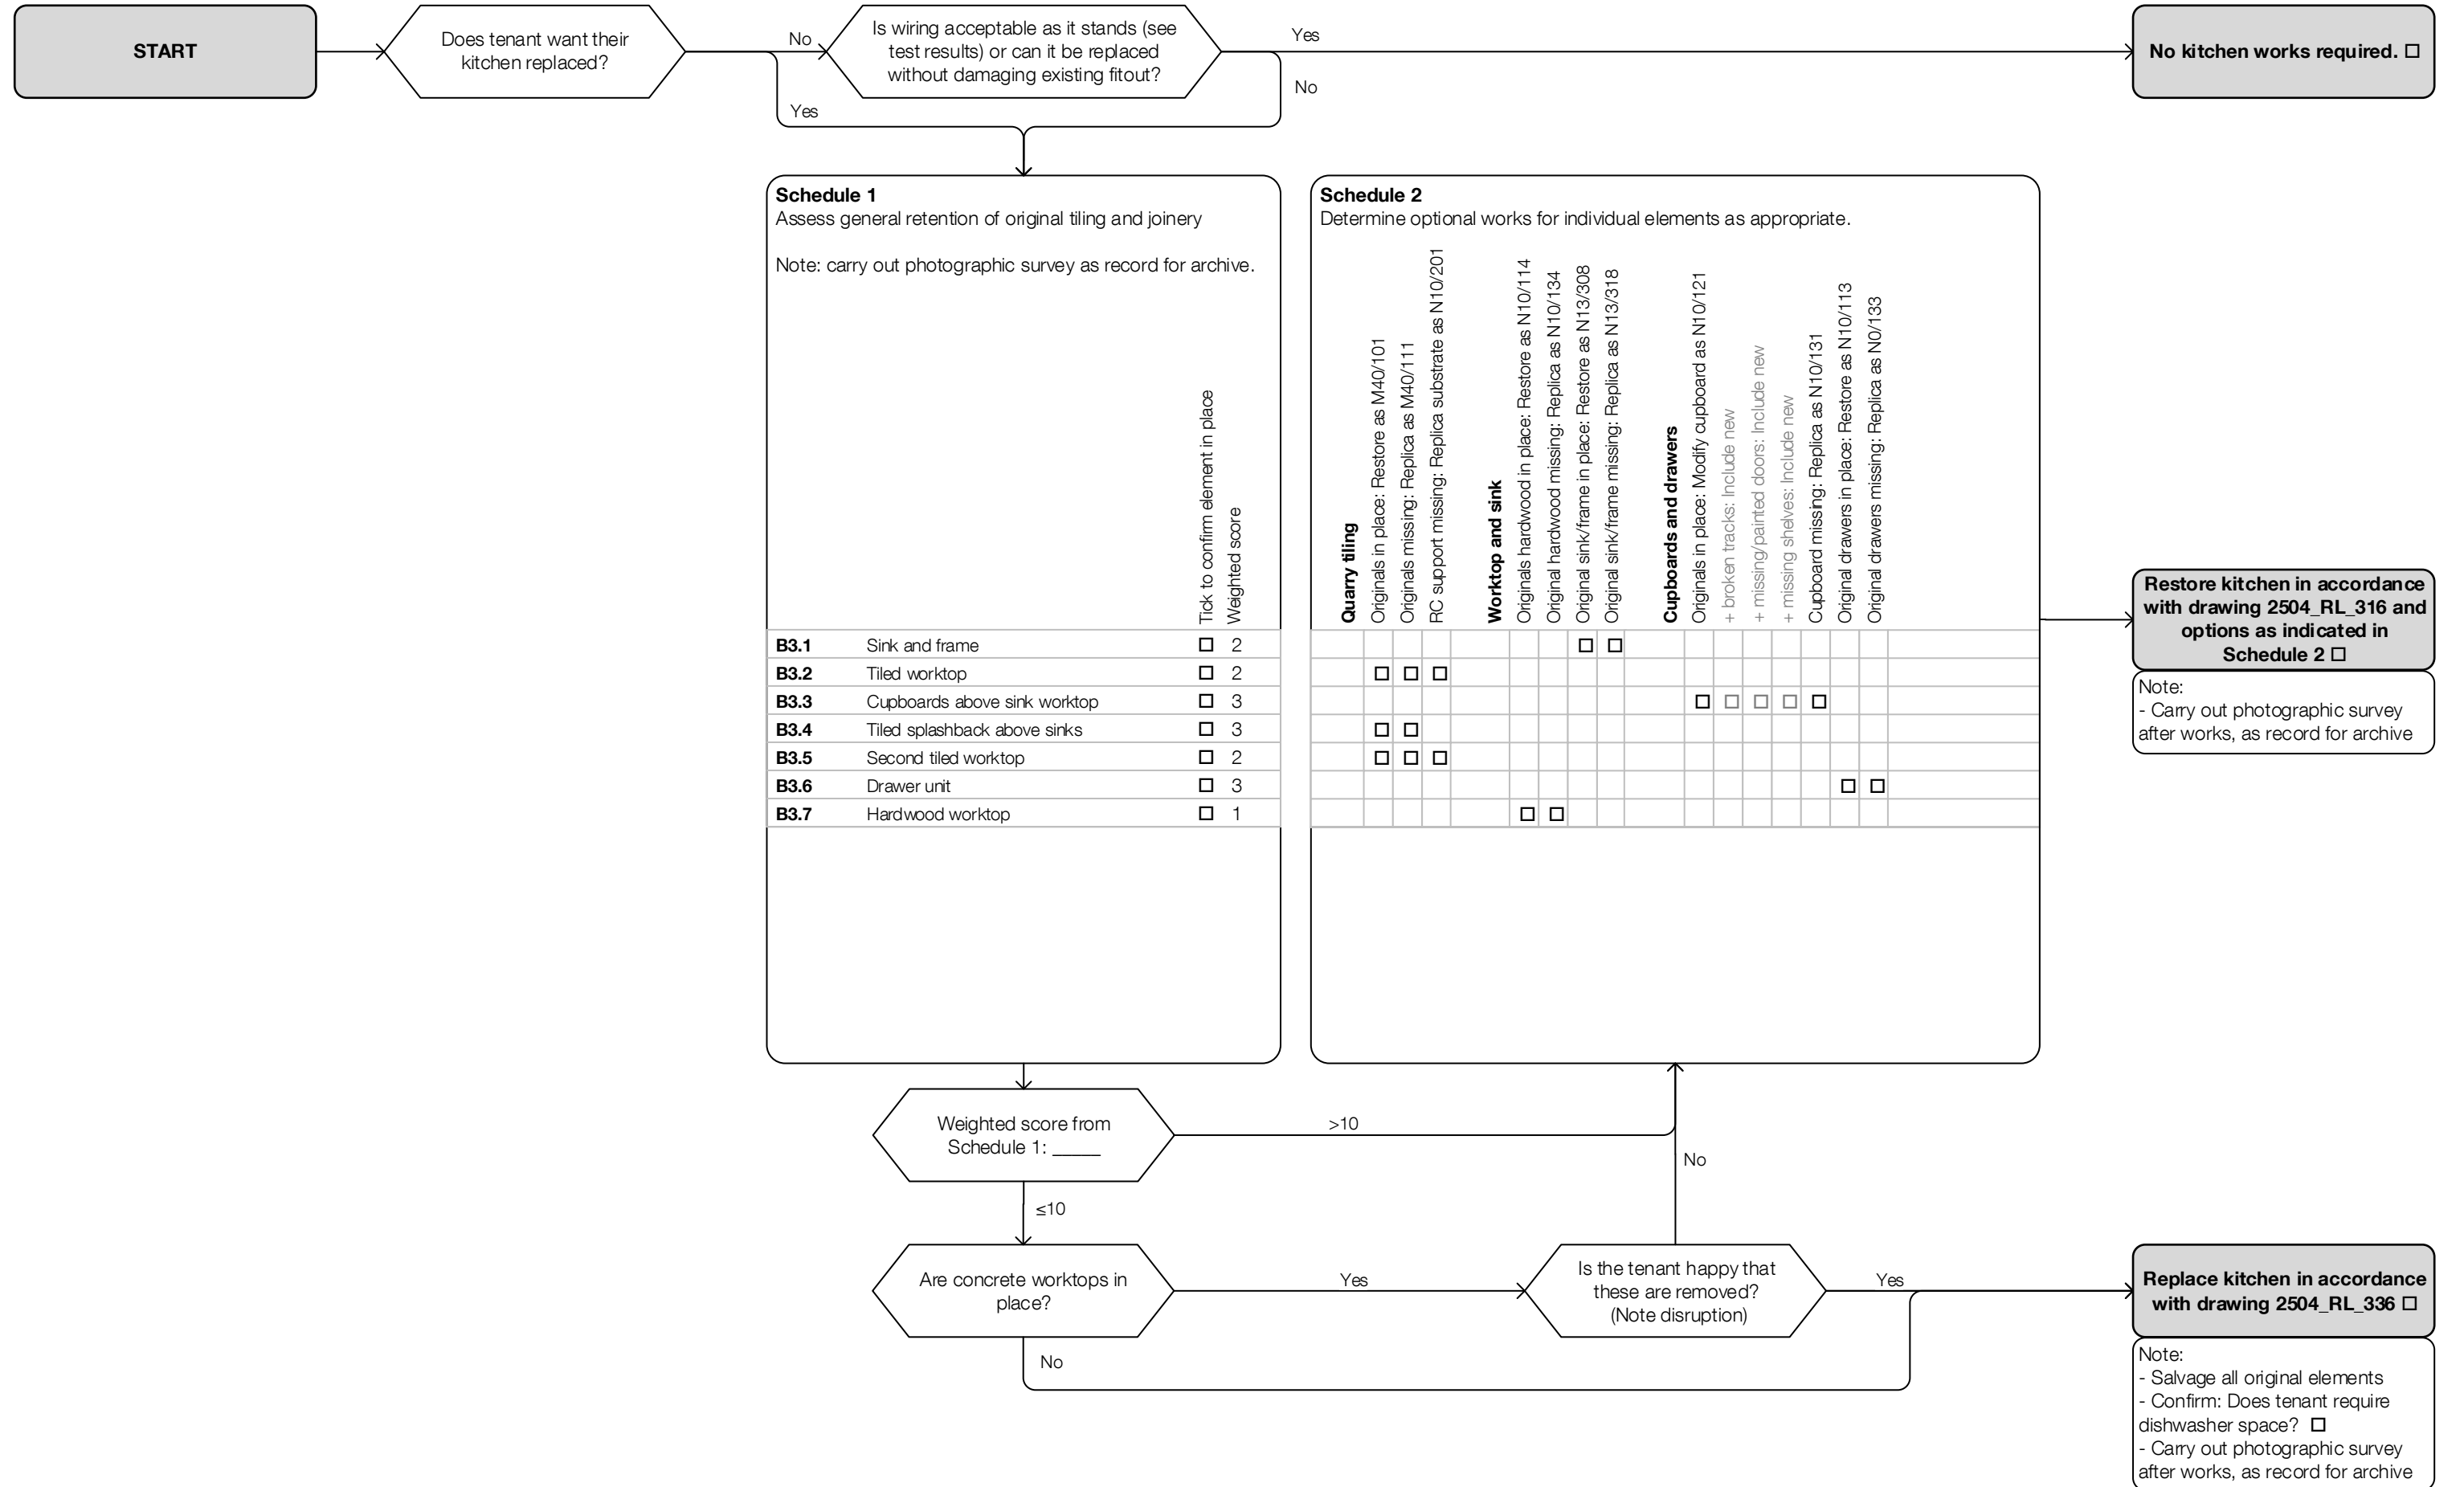 START
Does tenant want their
kitchen replaced?
No
Yes
Is wiring acceptable as it stands (see
test results) or can it be replaced
without damaging existing fitout?
Yes
No
No kitchen works required.
Schedule 1
Assess general retention of original tiling and joinery
Note: carry out photographic survey as record for archive.
Tick to confirm element in place
Weighted score
B3.1 Sink and frame 2
B3.2 Tiled worktop 2
B3.3 Cupboards above sink worktop 3
B3.4 Tiled splashback above sinks 3
B3.5 Second tiled worktop 2
B3.6 Drawer unit 3
B3.7 Hardwood worktop 1
Schedule 2
Determine optional works for individual elements as appropriate.
Quarry tiling
Originals in place: Restore as M40/101
Originals missing: Replica as M40/111
RC support missing: Replica substrate as N10/201
Worktop and sink
Originals hardwood in place: Restore as N10/114
Original hardwood missing: Replica as N10/134
Original sink/frame in place: Restore as N13/308
Original sink/frame missing: Replica as N13/318
Cupboards and drawers
Originals in place: Modify cupboard as N10/121
+ broken tracks: Include new
+ missing/painted doors: Include new
+ missing shelves: Include new
Cupboard missing: Replica as N10/131
Original drawers in place: Restore as N10/113
Original drawers missing: Replica as N0/133
Restore kitchen in accordance
with drawing 2504_RL_316 and
options as indicated in
Schedule 2
Note:
- Carry out photographic survey
after works, as record for archive
Weighted score from
Schedule 1: _____
>10
≤10
No
Are concrete worktops in
place?
Yes
No
Is the tenant happy that
these are removed?
(Note disruption)
Yes
Replace kitchen in accordance
with drawing 2504_RL_336
Note:
- Salvage all original elements
- Confirm: Does tenant require
dishwasher space?
- Carry out photographic survey
after works, as record for archive